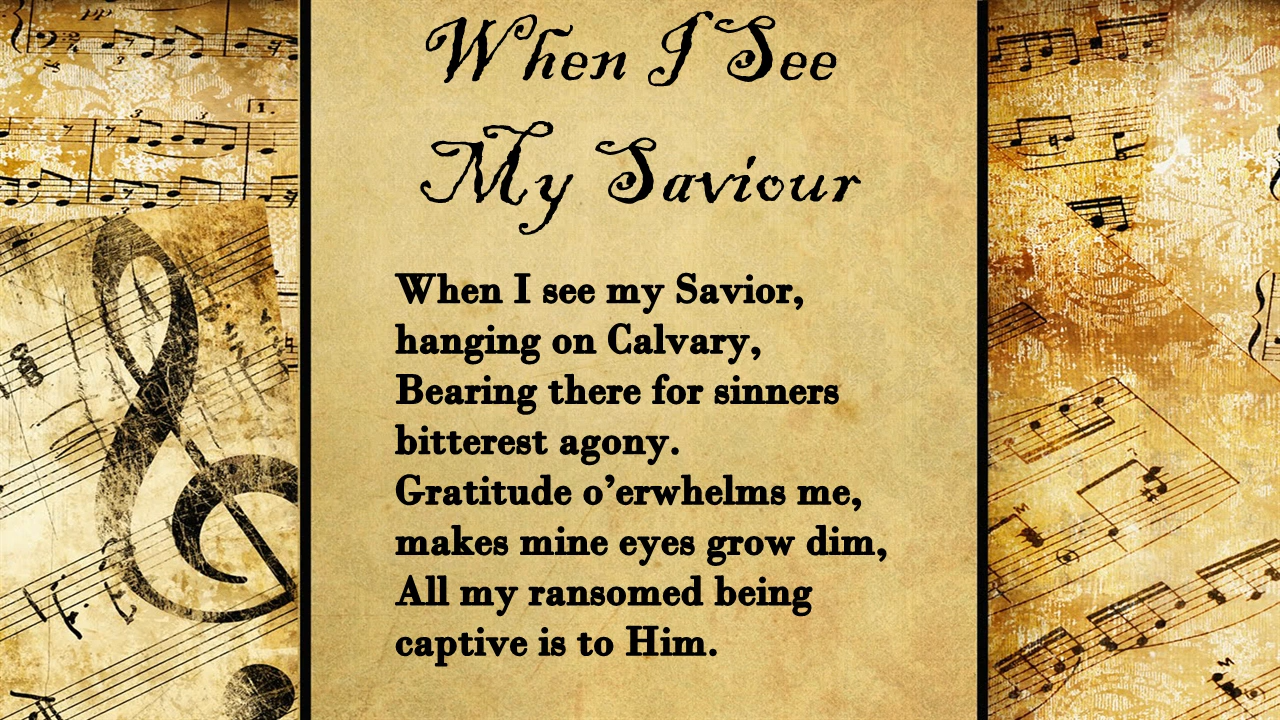 When I See
My Saviour
When I see my Savior,
hanging on Calvary,
Bearing there for sinners
bitterest agony.
Gratitude o’erwhelms me,
makes mine eyes grow dim,
All my ransomed being
captive is to Him.